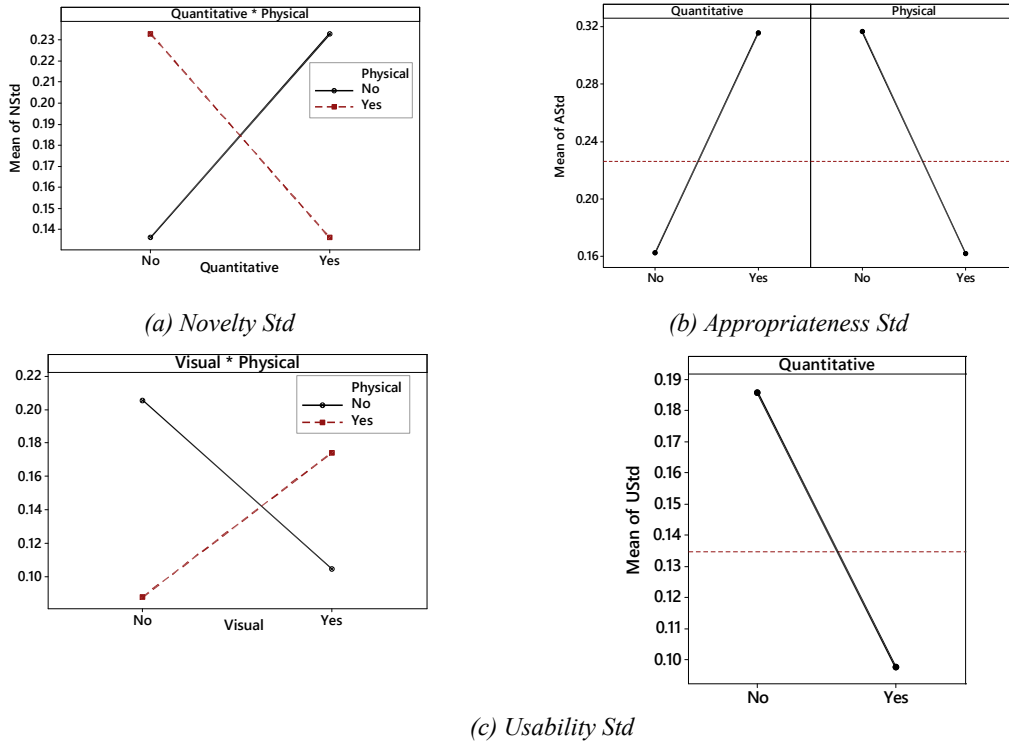 Quantitative * Physical
0.23
0.22
0.21
0.20
0.19
0.18
0.17
0.16
0.15
0.14
Mean of NStd
Physical
No
Yes
No
Yes
Quantitative
(a) Novelty Std
Quantitative
Physical
0.32
0.28
0.24
0.20
0.16
Mean of AStd
No
Yes
No
Yes
(b) Appropriateness Std
Visual * Physical
0.22
0.20
0.18
0.16
0.14
0.12
0.10
Physical
No
Yes
No
Yes
Visual
Quantitative
0.19
0.18
0.17
0.16
0.15
0.14
0.13
0.12
0.11
0.10
Mean of UStd
No
Yes
(c) Usability Std